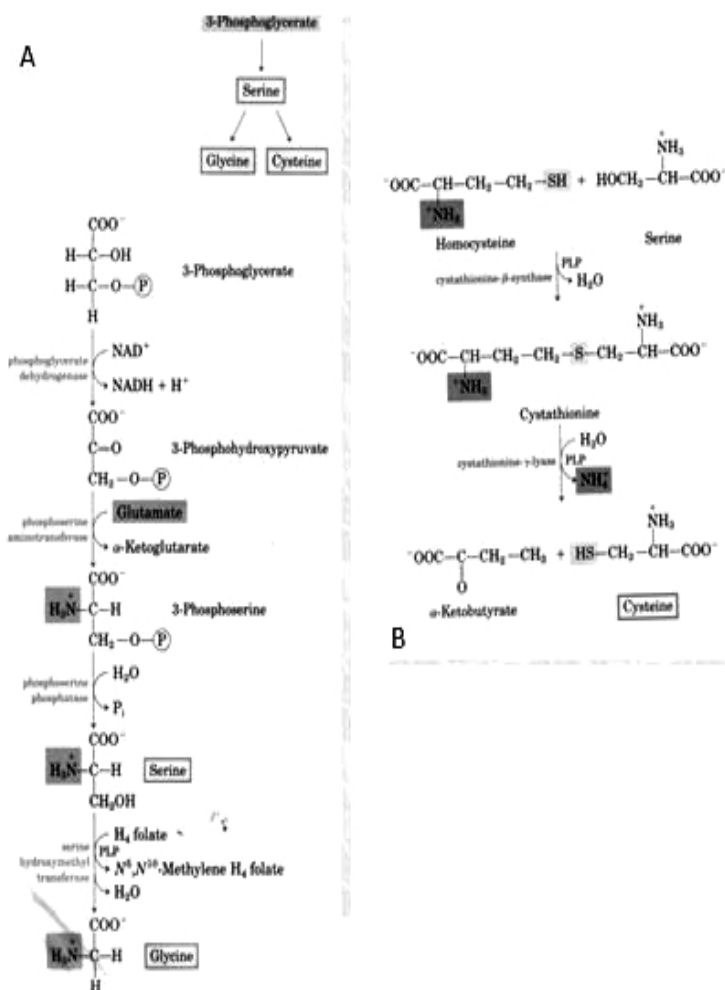 A
3-Phosphoglycerate
Serine
Glycine Cysteine
COO⁻
H—C—OH
H—C—O—P
H
3-Phosphoglycerate
phosphoglycerate
dehydrogenase
NAD⁺
NADH + H⁺
COO⁻
C=O
CH₂—O—P
3-Phosphohydroxypyruvate
phosphoserine
aminotransferase
Glutamate
α-Ketoglutarate
COO⁻
H₃N⁺—C—H
CH₂—O—P
3-Phosphoserine
phosphoserine
phosphatase
H₂O
Pᵢ
COO⁻
H₃N⁺—C—H
CH₂OH
Serine
serine
hydroxymethyl
transferase
H₄ folate
PLP
N⁵,N¹⁰-Methylene H₄ folate
H₂O
COO⁻
H₃N⁺—C—H
H
Glycine
⁻OOC—CH—CH₂—CH₂—SH + HOCH₂—CH—COO⁻
⁺NH₃
NH₃⁺
Homocysteine Serine
cystathionine-β-synthase
PLP
H₂O
⁻OOC—CH—CH₂—CH₂—S—CH₂—CH—COO⁻
⁺NH₃
NH₃⁺
Cystathionine
cystathionine-γ-lyase
H₂O
PLP
NH₄⁺
⁻OOC—C—CH₂—CH₃ + HS—CH₂—CH—COO⁻
O
NH₃⁺
α-Ketobutyrate Cysteine
B